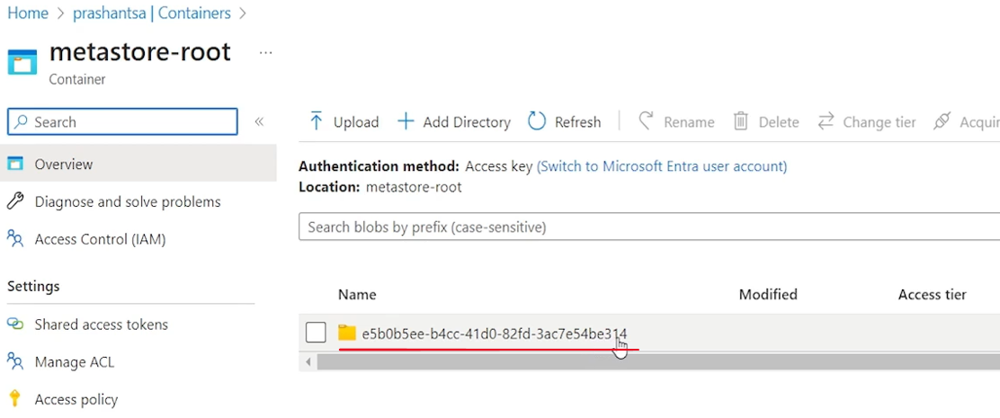 Home > prashantsa | Containers >
metastore-root ...
Container
Search
«
Overview
Diagnose and solve problems
Access Control (IAM)
Settings
Shared access tokens
Manage ACL
Access policy
Upload Add Directory Refresh Rename Delete Change tier Acquir
Authentication method: Access key (Switch to Microsoft Entra user account)
Location: metastore-root
Search blobs by prefix (case-sensitive)
Name Modified Access tier
e5b0b5ee-b4cc-41d0-82fd-3ac7e54be314